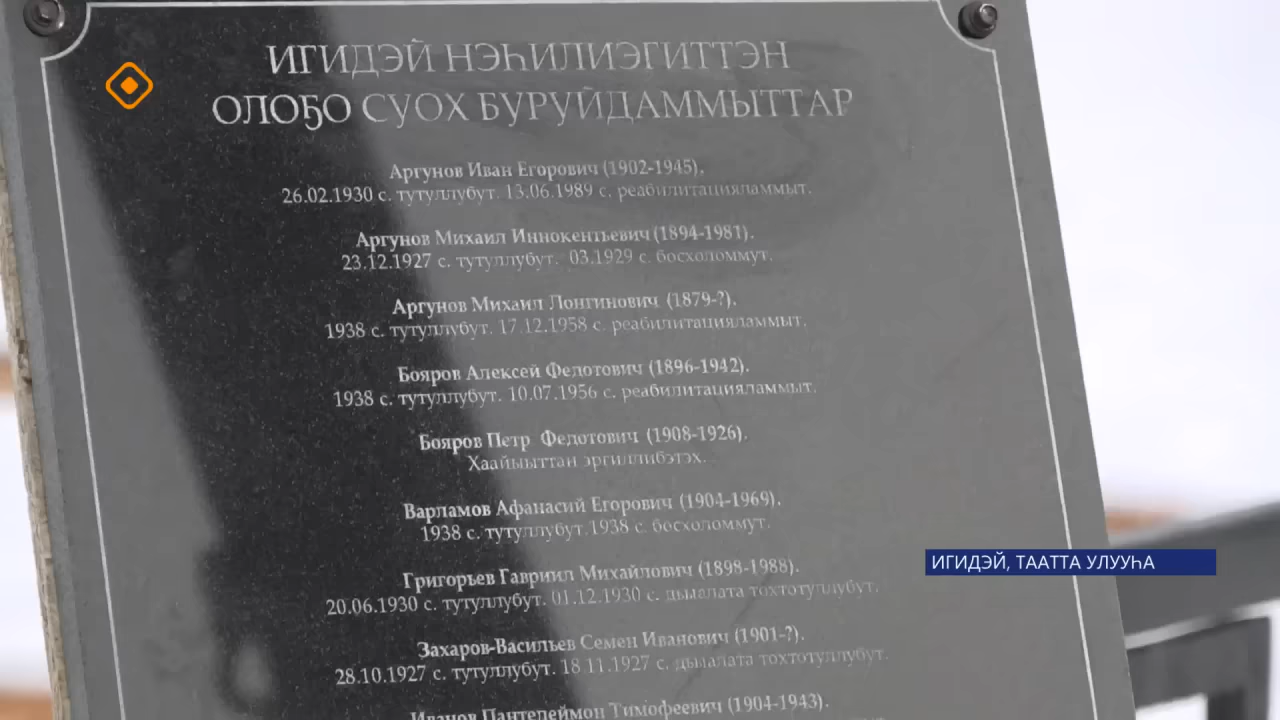 ИГИДЭЙ НЭҺИЛИЭГИТТЭН
ОЛОҔО СУОХ БУРУЙДАММЫТТАР
Аргунов Иван Егорович (1902-1945).
26.02.1930 с. тутуллубут. 13.06.1989 с. реабилитацияламмыт.
Аргунов Михаил Иннокентьевич (1894-1981).
23.12.1927 с. тутуллубут. 03.1929 с. босхоломмут.
Аргунов Михаил Лонгинович (1879-?).
1938 с. тутуллубут. 17.12.1958 с. реабилитацияламмыт.
Бояров Алексей Федотович (1896-1942).
1938 с. тутуллубут. 10.07.1956 с. реабилитацияламмыт.
Бояров Петр Федотович (1908-1926).
Хаайыыттан эргиллибэтэх.
Варламов Афанасий Егорович (1904-1969).
1938 с. тутуллубут.1938 с. босхоломмут.
Григорьев Гавриил Михайлович (1898-1988).
20.06.1930 с. тутуллубут. 01.12.1930 с. дьыалата тохтотуллубут.
Захаров-Васильев Семен Иванович (1901-?).
28.10.1927 с. тутуллубут. 18.11.1927 с. дьыалата тохтотуллубут.
Иванов Пантелеймон Тимофеевич (1904-1943).
ИГИДЭЙ, ТААТТА УЛУУҺА